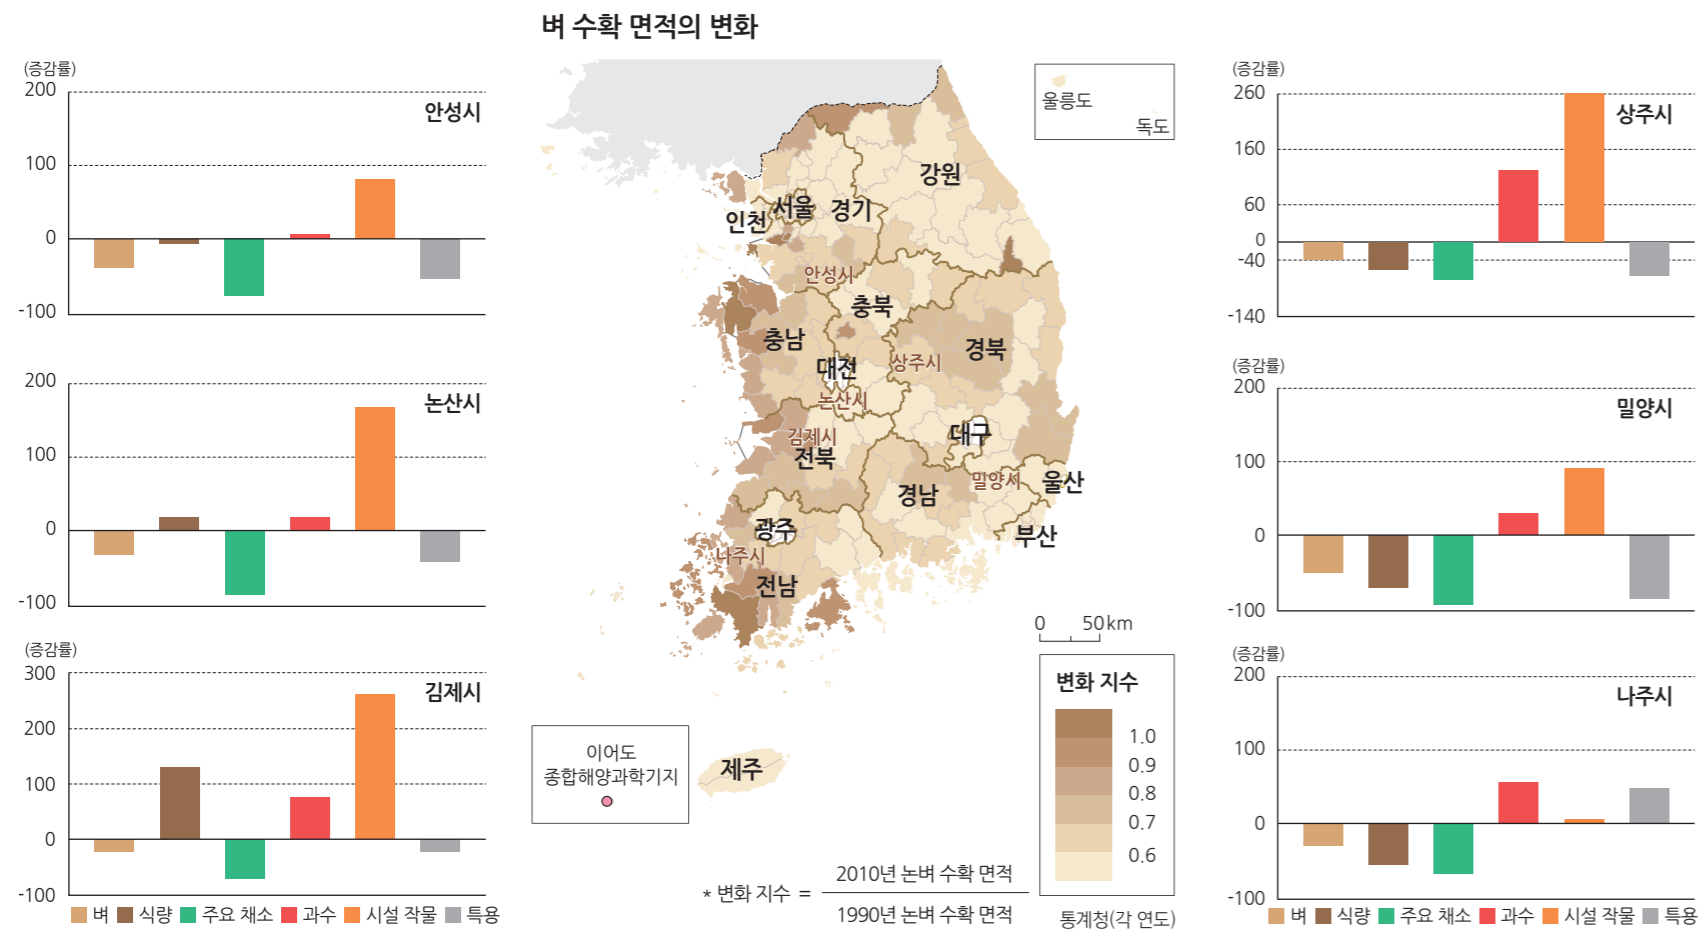 벼 수확 면적의 변화
(증감률)
200
100
0
-100
안성시
200
100
0
-100
논산시
(증감률)
300
200
100
0
-100
김제시
벼 식량 주요 채소 과수 시설 작물 특용
울릉도
독도
강원
서울
인천
경기
안성시
충북
충남
대전
상주시
경북
논산시
김제시
전북
대구
밀양시
울산
경남
광주
부산
나주시
전남
제주
이어도
종합해양과학기지
0 50km
변화 지수
1.0
0.9
0.8
0.7
0.6
* 변화 지수 =
2010년 논벼 수확 면적
1990년 논벼 수확 면적
통계청(각 연도)
(증감률)
260
160
60
0
-40
-140
상주시
(증감률)
200
100
0
-100
밀양시
(증감률)
200
100
0
-100
나주시
벼 식량 주요 채소 과수 시설 작물 특용